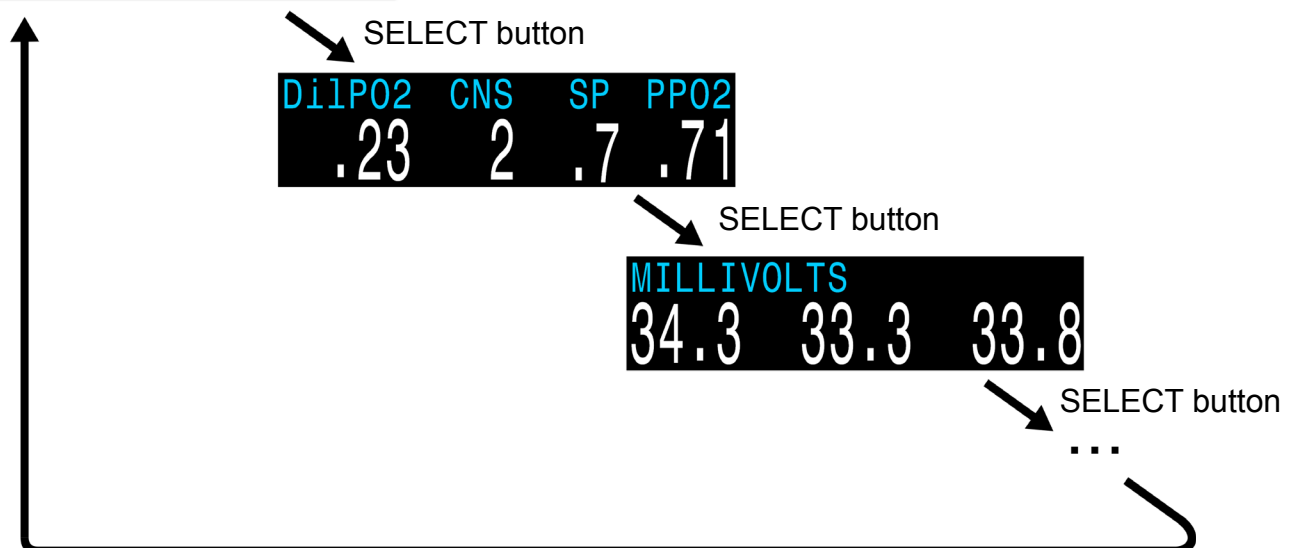 SELECT button
DilPO2 CNS SP PPO2
.23 2 .7 .71
SELECT button
MILLIVOLTS
34.3 33.3 33.8
SELECT button
...